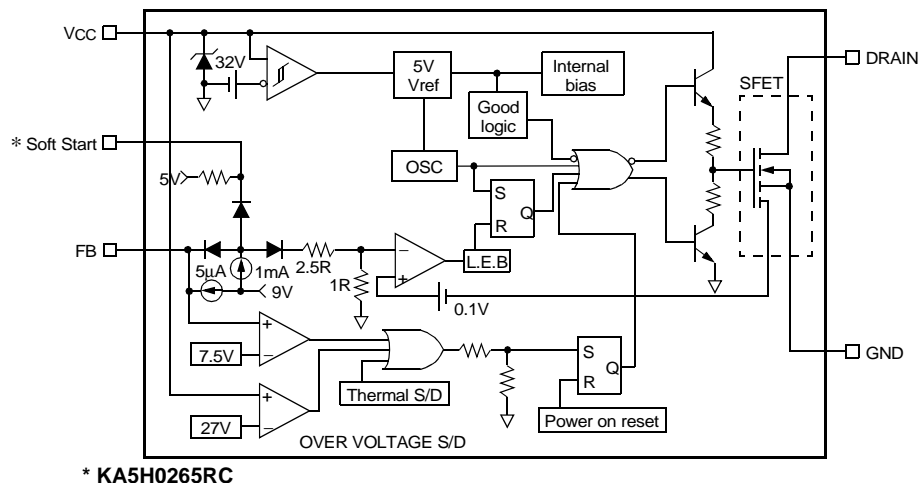 VCC
32V
5V
Vref
Internal
bias
DRAIN
SFET
Good
logic
* Soft Start
OSC
5V
S
R
Q
FB
2.5R
L.E.B
5μA
1mA
9V
1R
−
+
0.1V
+
7.5V
−
GND
S
R
Q
Thermal S/D
+
27V
−
Power on reset
OVER VOLTAGE S/D
* KA5H0265RC